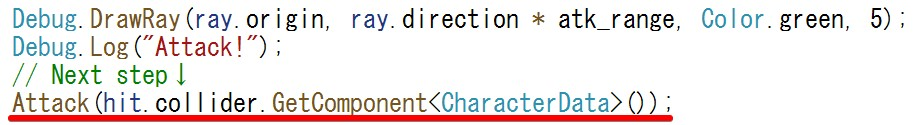 Debug.DrawRay(ray.origin, ray.direction * atk_range, Color.green, 5);
Debug.Log("Attack!");
// Next step↓
Attack(hit.collider.GetComponent<CharacterData>());